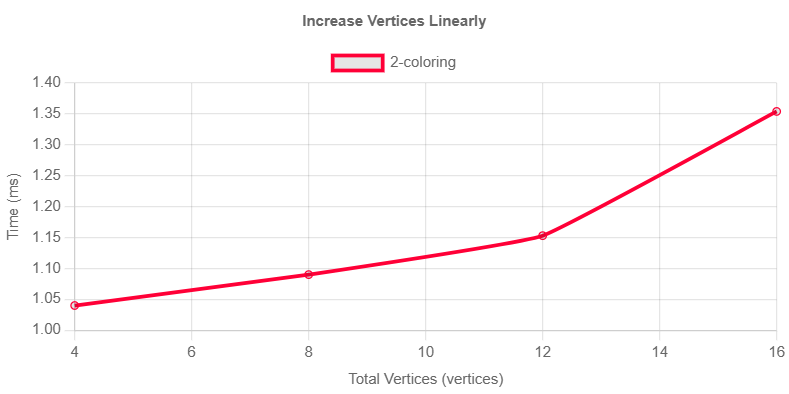 Increase Vertices Linearly
2-coloring
1.40
1.35
1.30
1.25
1.20
1.15
1.10
1.05
1.00
Time (ms)
4 6 8 10 12 14 16
Total Vertices (vertices)